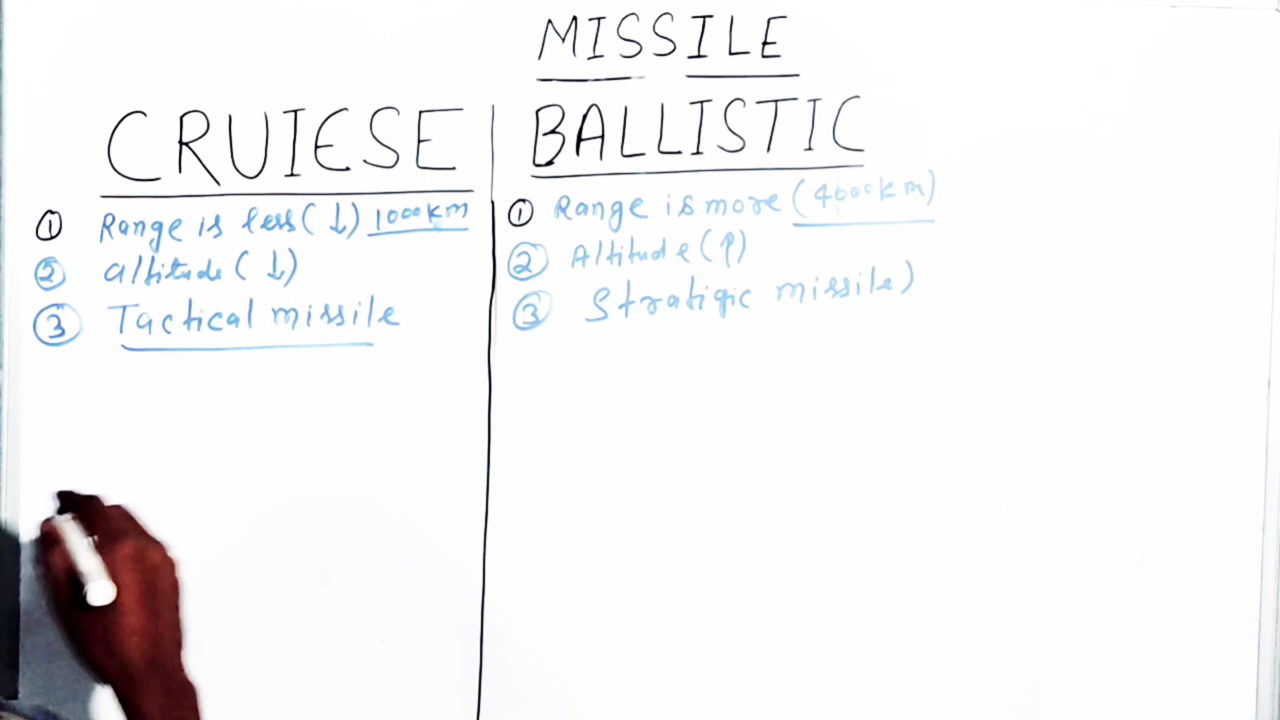 MISSILE
CRUIESE
① Range is less (↓) 1000km
② altitude (↓)
③ Tactical missile
BALLISTIC
① Range is more (4000km)
② Altitude (↑)
③ Stratigic missile)